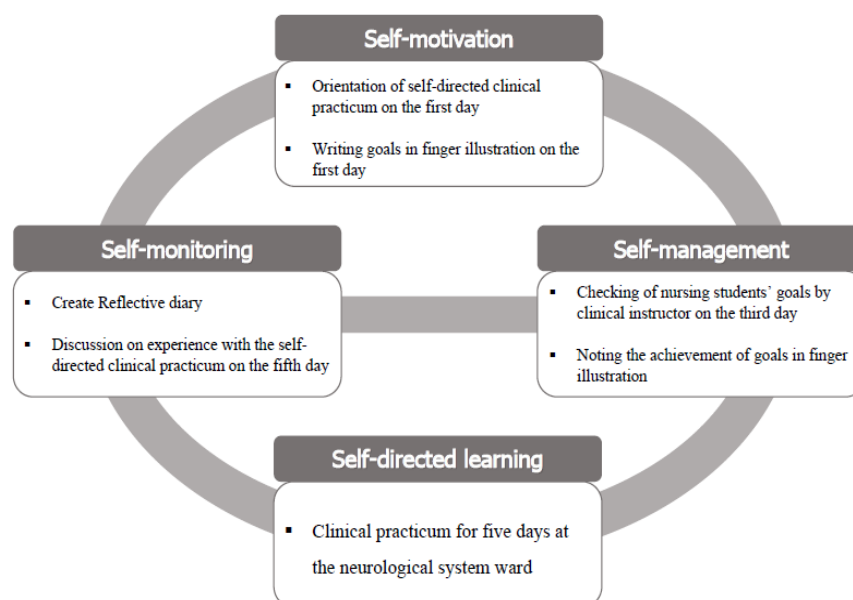 Self-motivation
▪ Orientation of self-directed clinical
practicum on the first day
▪ Writing goals in finger illustration on the
first day
Self-monitoring
▪ Create Reflective diary
▪ Discussion on experience with the self-
directed clinical practicum on the fifth day
Self-management
▪ Checking of nursing students’ goals by
clinical instructor on the third day
▪ Noting the achievement of goals in finger
illustration
Self-directed learning
▪ Clinical practicum for five days at
the neurological system ward